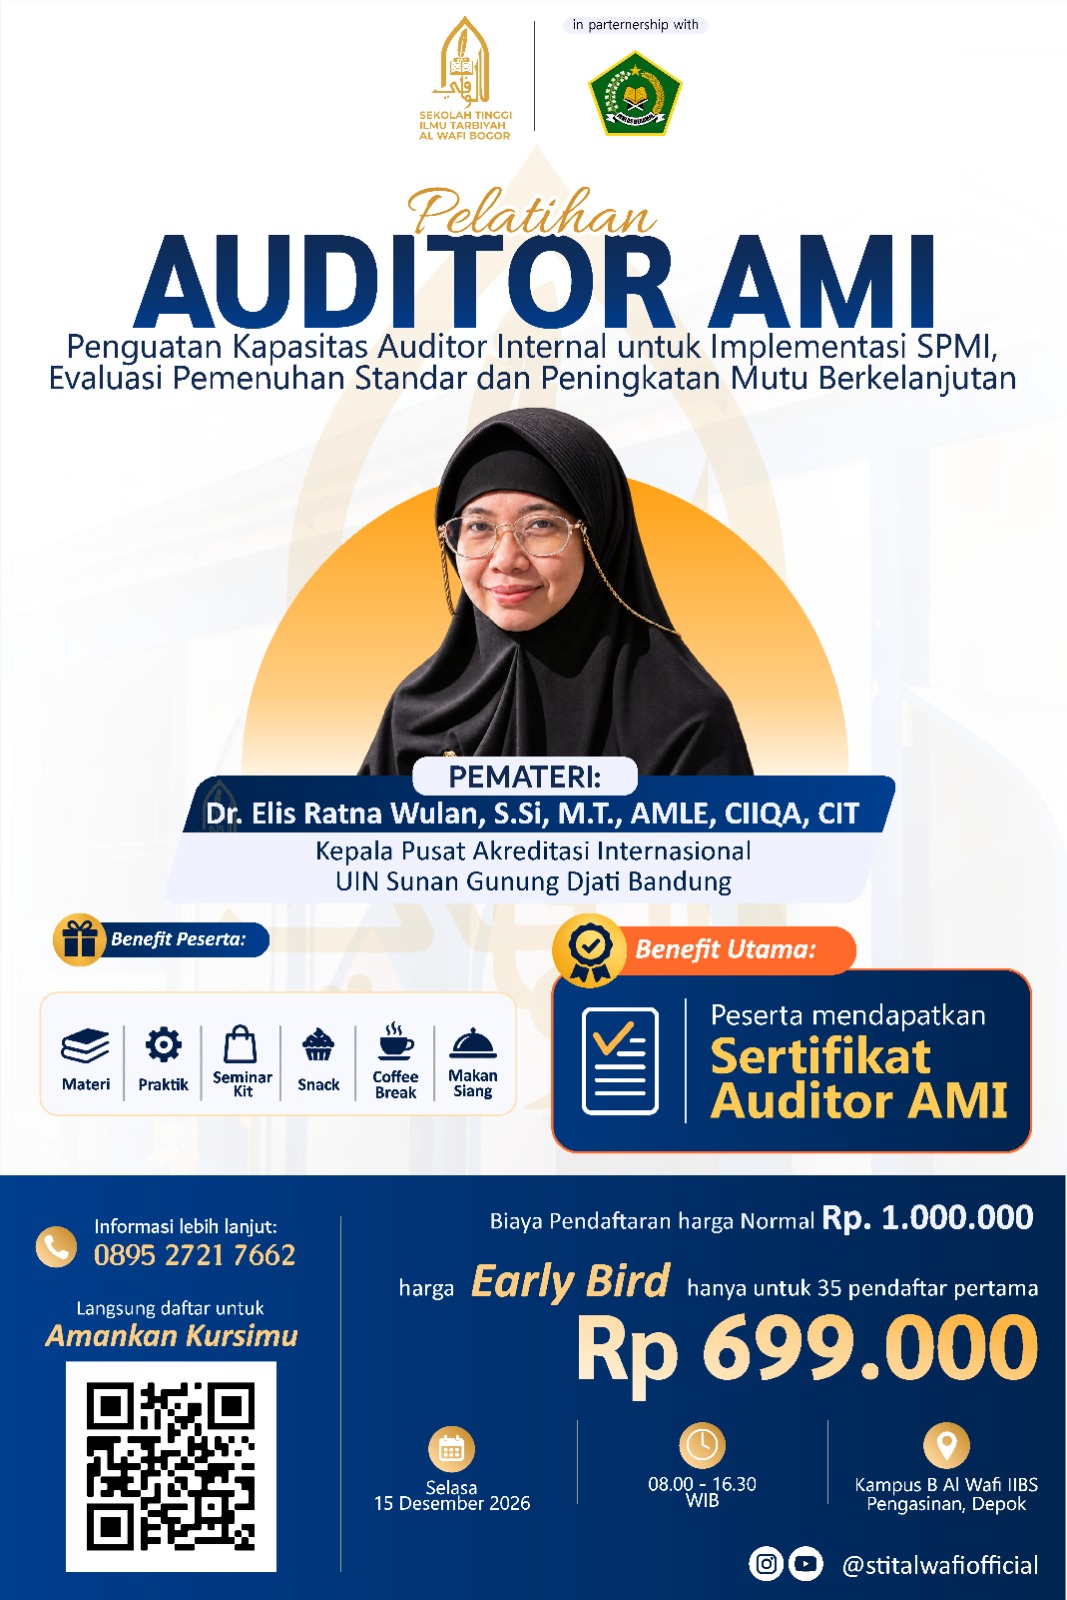 in parternership with
SEKOLAH TINGGI
ILMU TARBIYAH
AL WAFI BOGOR
Pelatihan
AUDITOR AMI
Penguatan Kapasitas Auditor Internal untuk Implementasi SPMI,
Evaluasi Pemenuhan Standar dan Peningkatan Mutu Berkelanjutan
PEMATERI:
Dr. Elis Ratna Wulan, S.Si, M.T., AMLE, CIIQA, CIT
Kepala Pusat Akreditasi Internasional
UIN Sunan Gunung Djati Bandung
Benefit Peserta:
Materi
Praktik
Seminar
Kit
Snack
Coffee
Break
Makan
Siang
Benefit Utama:
Peserta mendapatkan
Sertifikat
Auditor AMI
Informasi lebih lanjut:
0895 2721 7662
Langsung daftar untuk
Amankan Kursimu
Biaya Pendaftaran harga Normal Rp. 1.000.000
harga Early Bird hanya untuk 35 pendaftar pertama
Rp 699.000
Selasa
15 Desember 2026
08.00 - 16.30
WIB
Kampus B Al Wafi IIBS
Pengasinan, Depok
@stitalwafiofficial